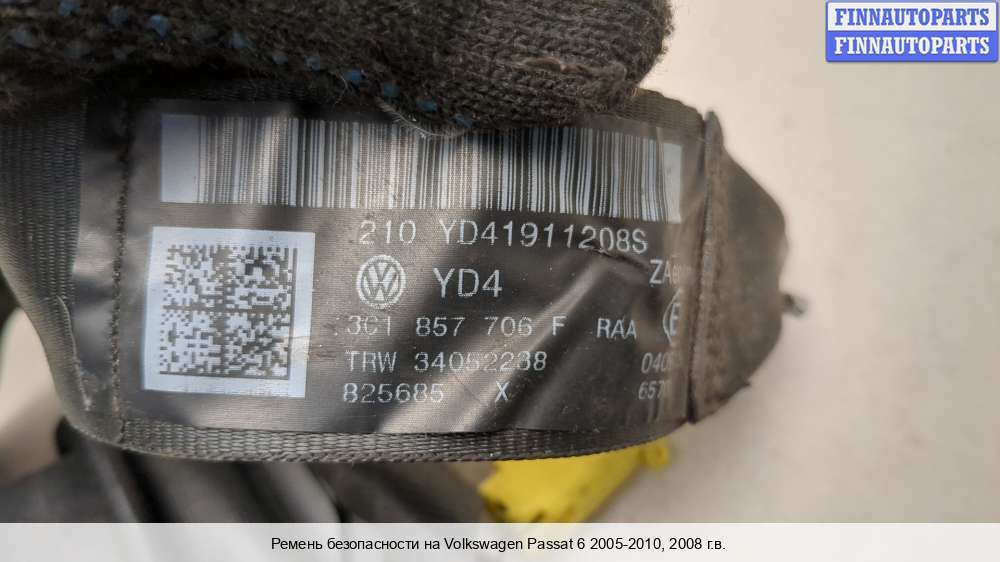 FINNAUTOPARTS
FINNAUTOPARTS
210 YD41911208S
YD4
3C1 857 706 F RAA
TRW 34052238
825685 X
Ремень безопасности на Volkswagen Passat 6 2005-2010, 2008 г.в.